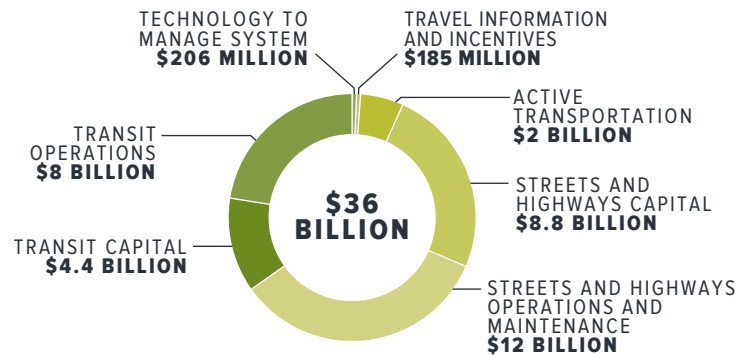 TECHNOLOGY TO
MANAGE SYSTEM
$206 MILLION
TRAVEL INFORMATION
AND INCENTIVES
$185 MILLION
ACTIVE
TRANSPORTATION
$2 BILLION
STREETS AND
HIGHWAYS CAPITAL
$8.8 BILLION
STREETS AND HIGHWAYS
OPERATIONS AND
MAINTENANCE
$12 BILLION
TRANSIT CAPITAL
$4.4 BILLION
TRANSIT
OPERATIONS
$8 BILLION
$36
BILLION